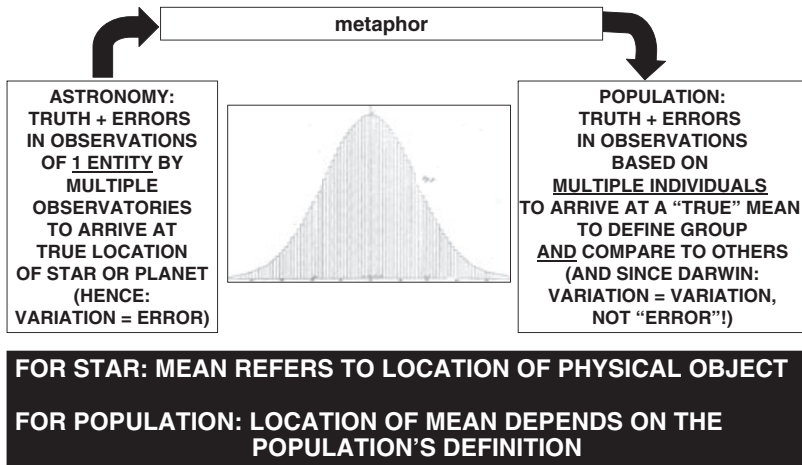 metaphor
ASTRONOMY:
TRUTH + ERRORS
IN OBSERVATIONS
OF 1 ENTITY BY
MULTIPLE
OBSERVATORIES
TO ARRIVE AT
TRUE LOCATION
OF STAR OR PLANET
(HENCE:
VARIATION = ERROR)
POPULATION:
TRUTH + ERRORS
IN OBSERVATIONS
BASED ON
MULTIPLE INDIVIDUALS
TO ARRIVE AT A “TRUE” MEAN
TO DEFINE GROUP
AND COMPARE TO OTHERS
(AND SINCE DARWIN:
VARIATION = VARIATION,
NOT “ERROR”!)
FOR STAR: MEAN REFERS TO LOCATION OF PHYSICAL OBJECT
FOR POPULATION: LOCATION OF MEAN DEPENDS ON THE
POPULATION’S DEFINITION